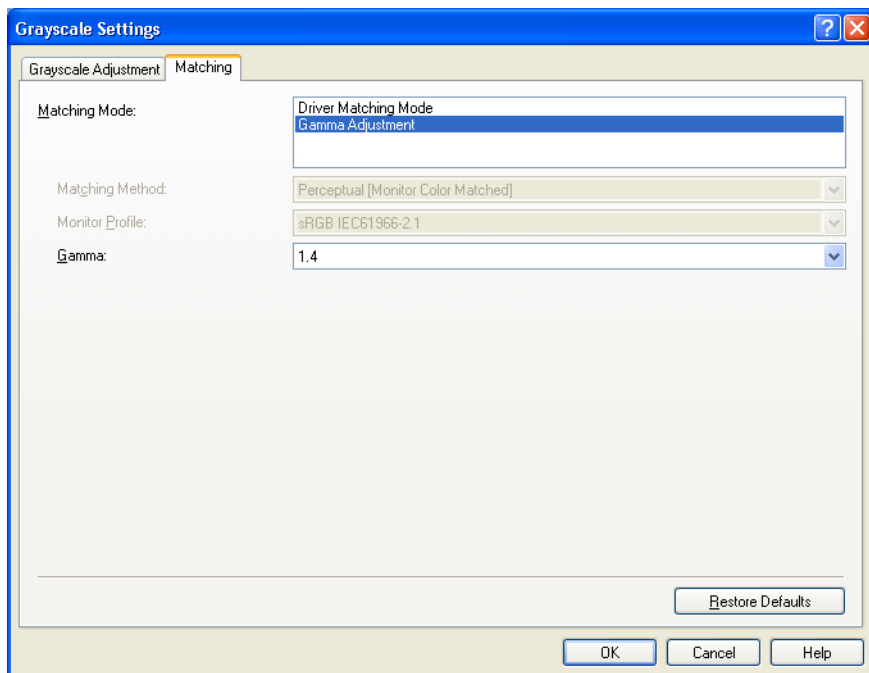 Grayscale Settings
Grayscale Adjustment Matching
Matching Mode: Driver Matching Mode
Gamma Adjustment
Matching Method: Perceptual [Monitor Color Matched]
Monitor Profile: sRGB IEC61966-2.1
Gamma: 1.4
Restore Defaults
OK Cancel Help